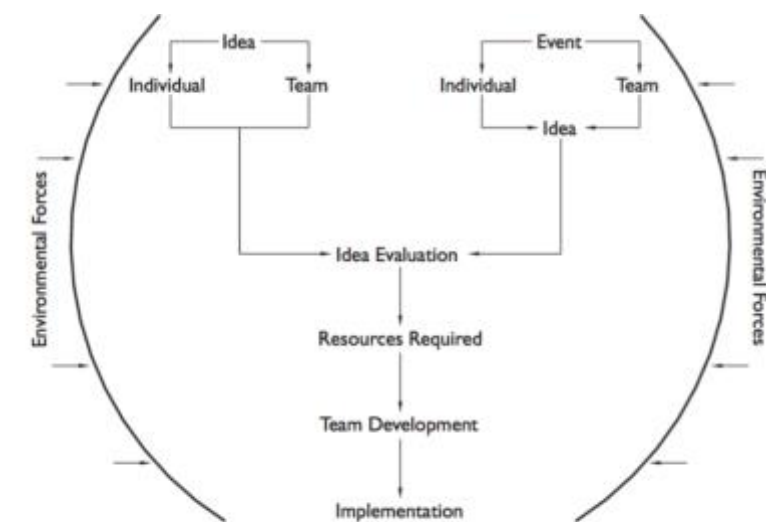 Idea
Event
Individual
Team
Individual
Team
Idea
Environmental Forces
Environmental Forces
Idea Evaluation
Resources Required
Team Development
Implementation